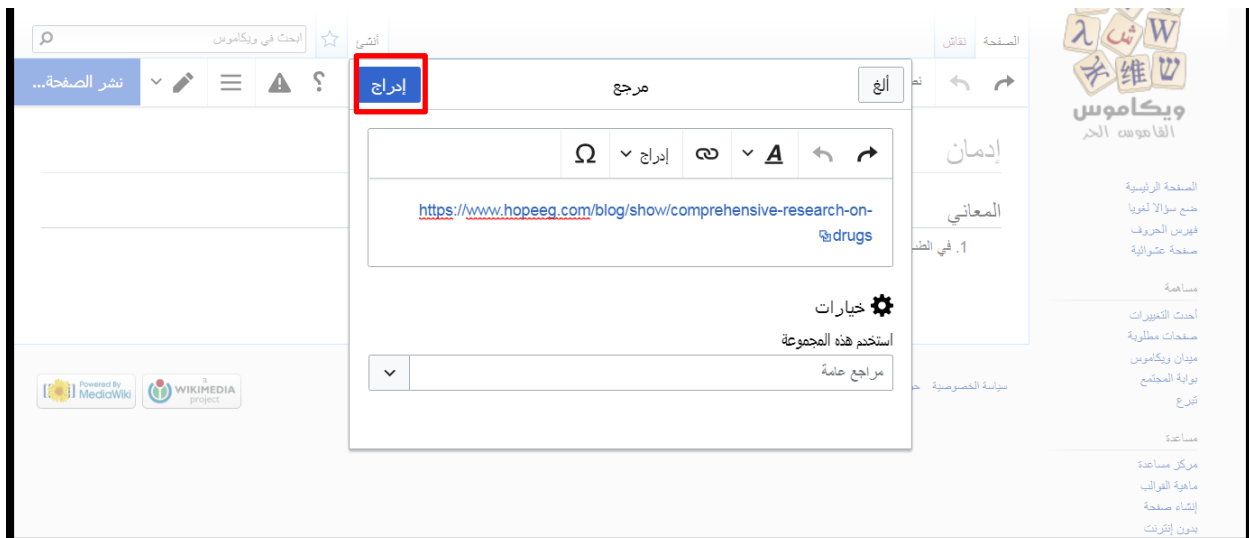 ويكاموس
القاموس الحر
الصفحة الرئيسية
ضع سؤالا لغويا
فهرس الحروف
صفحة عشوائية
مساهمة
أحدث التغييرات
صفحات مطلوبة
ميدان ويكاموس
بوابة المجتمع
تبرع
مساعدة
مركز مساعدة
ماهية القوالب
إنشاء صفحة
بدون إنترنت
الصفحة نقاش
أنشئ
ابحث في ويكاموس
نشر الصفحة...
إدمان
المعاني
1. في الطب
ألغ
مرجع
إدراج
A إدراج Ω
https://www.hopeeg.com/blog/show/comprehensive-research-on-
drugs
خيارات
استخدم هذه المجموعة
مراجع عامة
سياسة الخصوصية
a
WIKIMEDIA
project
Powered By
MediaWiki